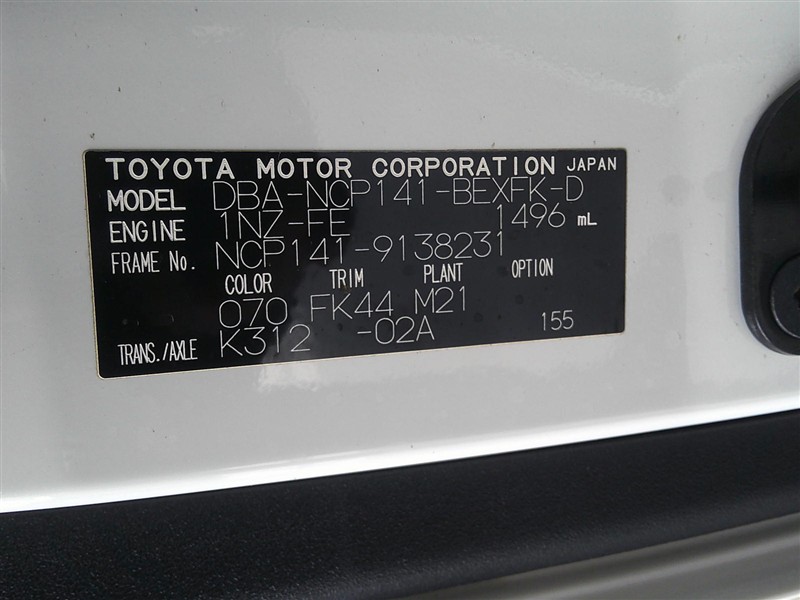 TOYOTA MOTOR CORPORATION JAPAN
MODEL DBA-NCP141-BEXFK-D
ENGINE 1NZ-FE 1496 mL
FRAME No. NCP141-9138231
COLOR TRIM PLANT OPTION
070 FK44 M21
TRANS./AXLE K312 -02A 155